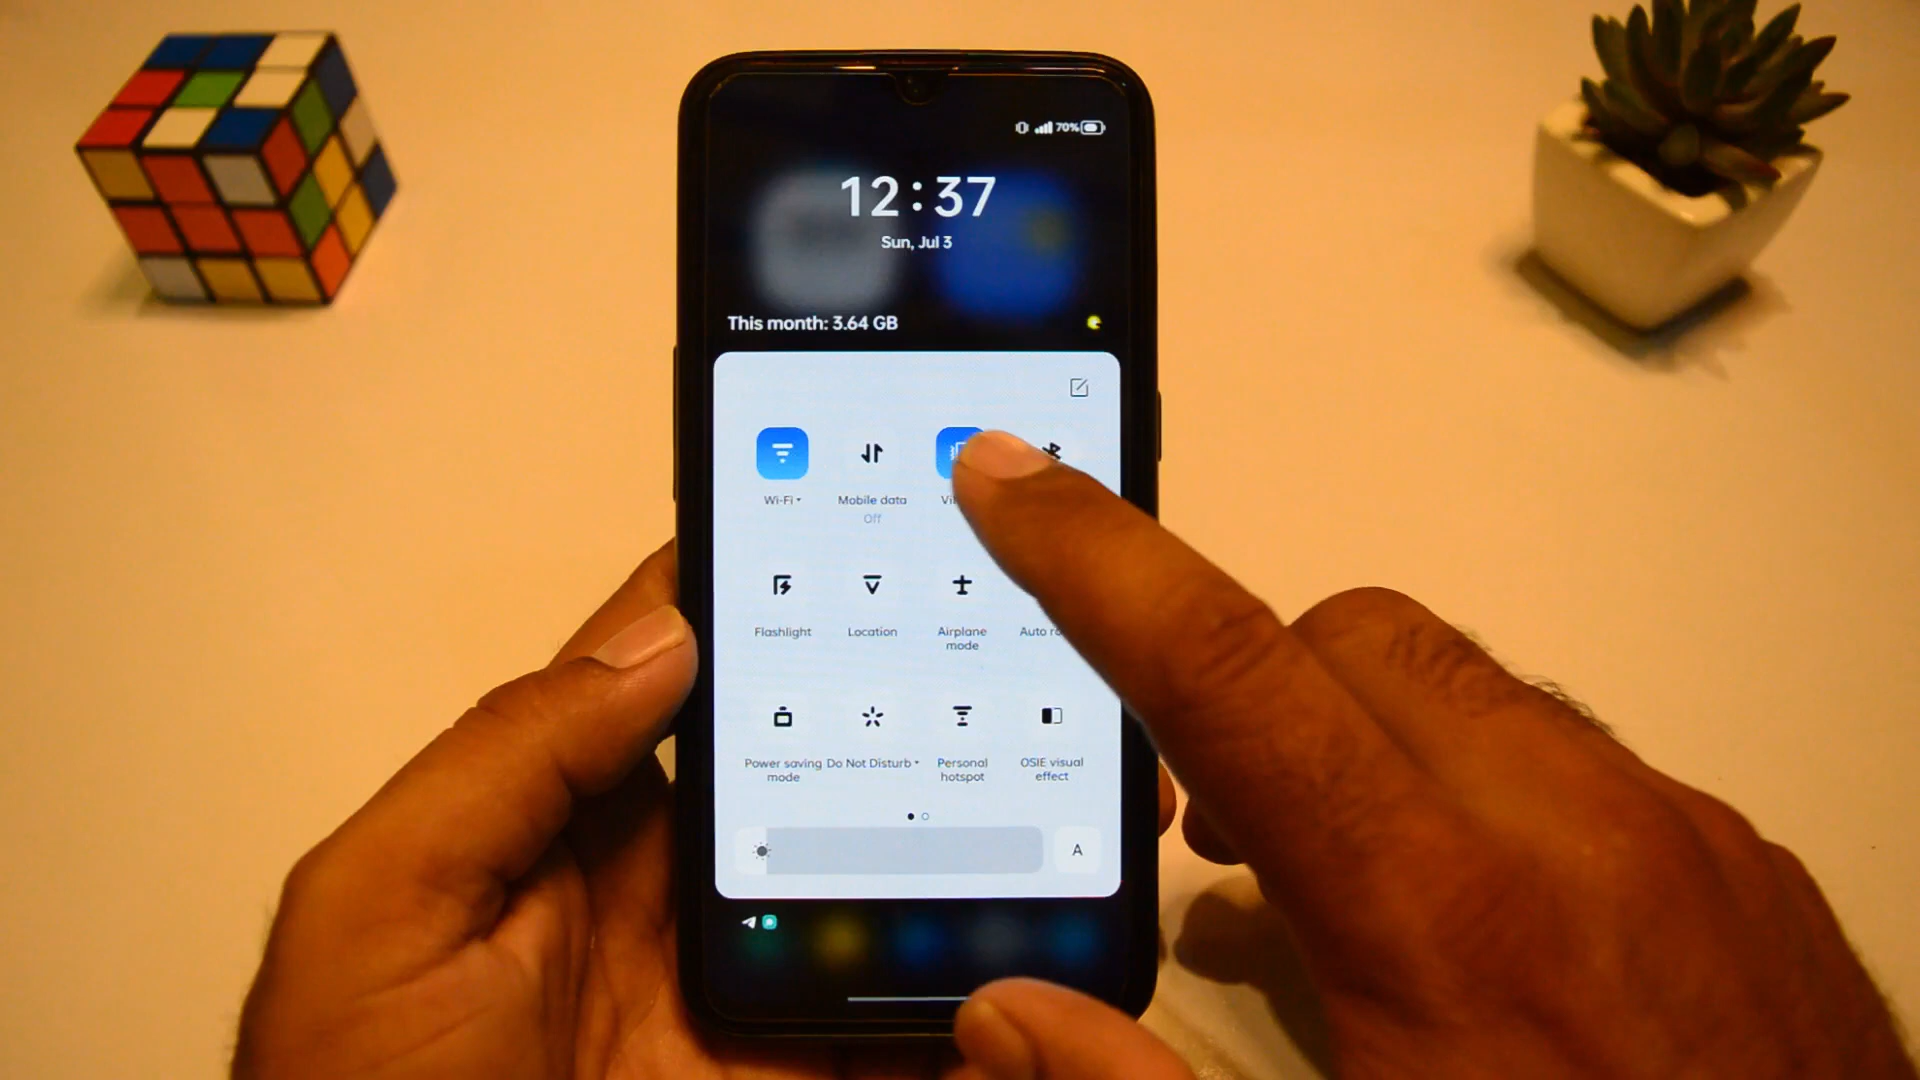 70%
12:37
Sun, Jul 3
This month: 3.64 GB
Wi-Fi
Mobile data
Off
Flashlight
Location
Airplane
mode
Auto
Power saving
mode
Do Not Disturb
Personal
hotspot
OSIE visual
effect
A